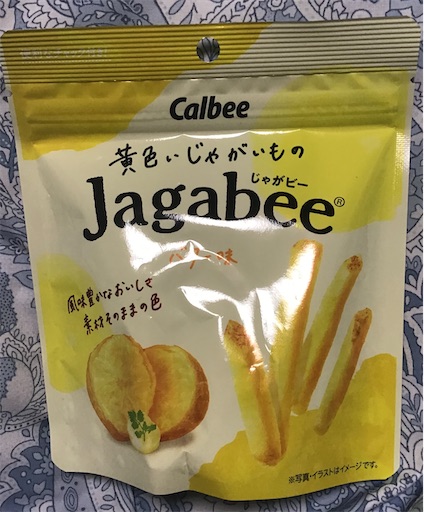 Calbee
黄色いじゃがいもの
じゃがビー
Jagabee®
バター味
風味豊かなおいしさ
素材そのままの色
※写真・イラストはイメージです。